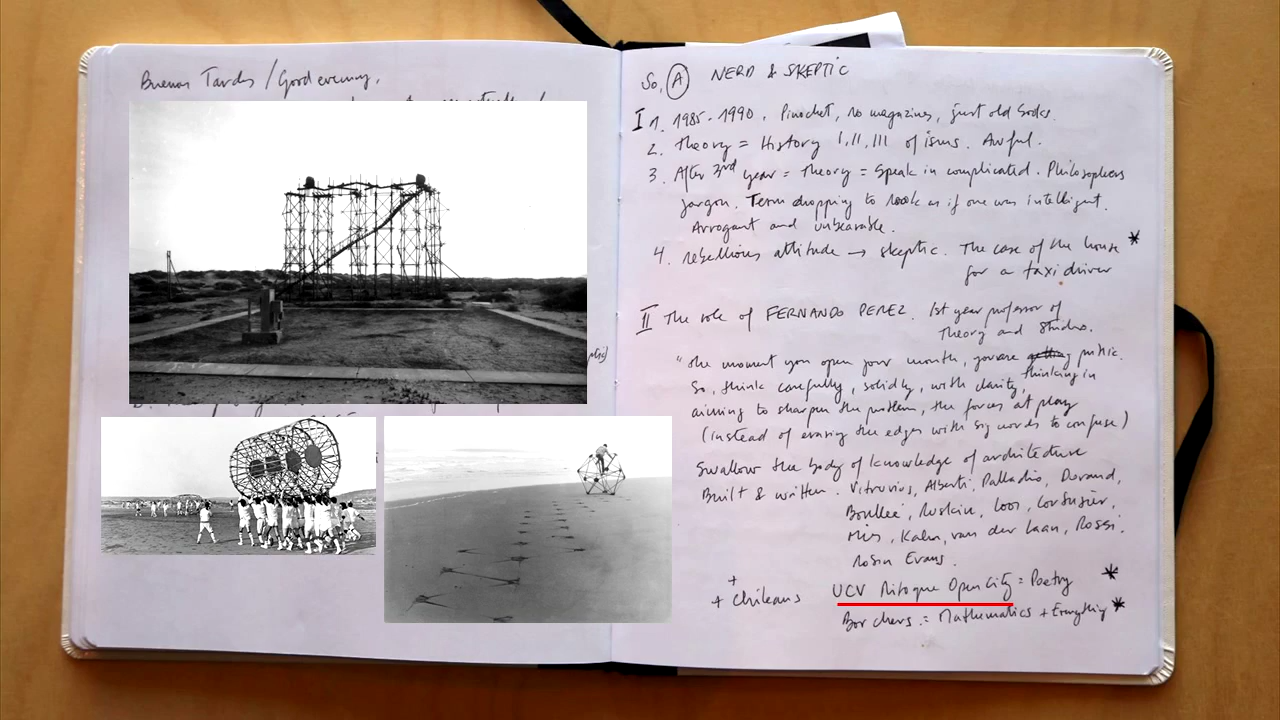 Buenas Tardes / Good evening.
So, A NERD & SKEPTIC
I 1. 1985-1990. Pinochet, no magazines, just old books.
2. Theory = History I, II, III of isms. Awful.
3. After 3rd year = Theory = Speak in complicated. Philosophers
jargon. Term dropping to look as if one was intelligent.
Arrogant and unbearable.
4. rebellious attitude → skeptic. The case of the house *
for a taxi driver
II The role of FERNANDO PEREZ. 1st year professor of
Theory and Studio.
"the moment you open your mouth, you are thinking in public.
So, think carefully, solidly, with clarity,
aiming to sharpen the problem, the forces at play
(instead of erasing the edges with big words to confuse)
Swallow the body of knowledge of architecture
Built & written. Vitruvius, Alberti, Palladio, Durand,
Boullee, Ruskin, Loos, Corbusier,
Mies, Kahn, van der Laan, Rossi.
Robin Evans.
+ Chileans UCV Ritoque Open City = Poetry *
Borchers = Mathematics + Everything *